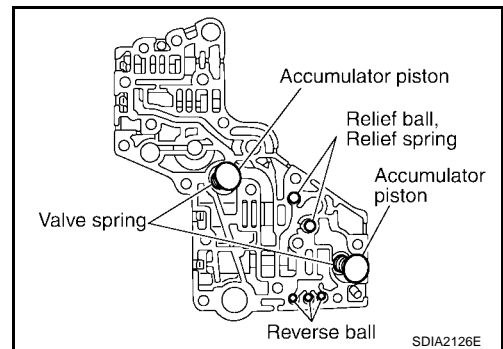 Accumulator piston
Relief ball,
Relief spring
Accumulator
piston
Valve spring
Reverse ball
SDIA2126E